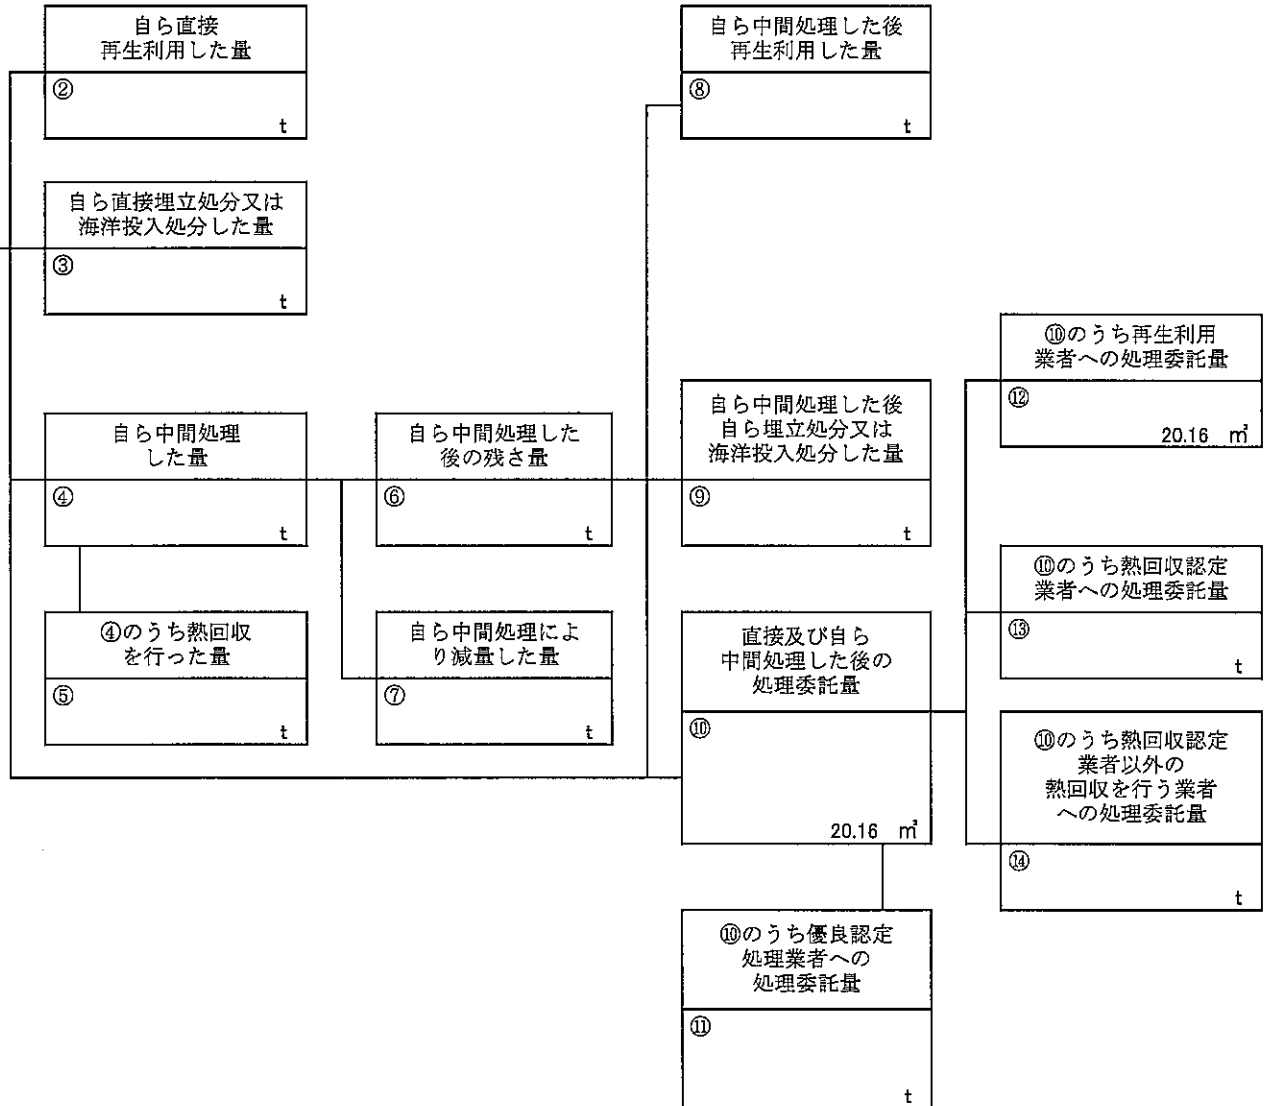 自ら直接
再生利用した量
②
t
自ら中間処理した後
再生利用した量
⑧
t
自ら直接埋立処分又は
海洋投入処分した量
③
t
⑩のうち再生利用
業者への処理委託量
⑫
20.16 ㎥
自ら中間処理
した量
④
t
自ら中間処理した
後の残さ量
⑥
t
自ら中間処理した後
自ら埋立処分又は
海洋投入処分した量
⑨
t
⑩のうち熱回収認定
業者への処理委託量
⑬
t
④のうち熱回収
を行った量
⑤
t
自ら中間処理によ
り減量した量
⑦
t
直接及び自ら
中間処理した後の
処理委託量
⑩
20.16 ㎥
⑩のうち熱回収認定
業者以外の
熱回収を行う業者
への処理委託量
⑭
t
⑩のうち優良認定
処理業者への
処理委託量
⑪
t